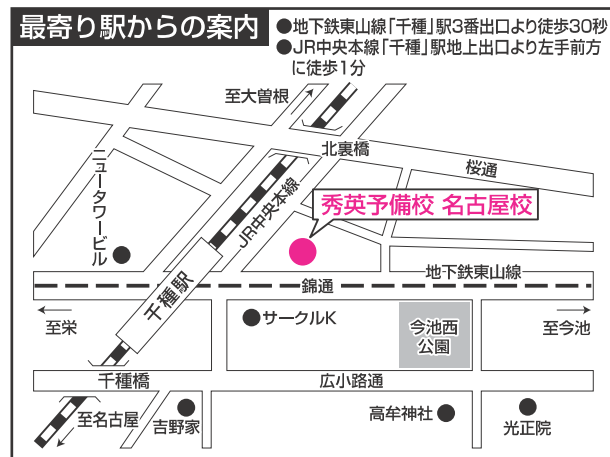 最寄り駅からの案内
●地下鉄東山線「千種」駅3番出口より徒歩30秒
●JR中央本線「千種」駅地上出口より左手前方
に徒歩1分
至大曽根
北裏橋
桜通
ニュータワービル
JR中央本線
秀英予備校 名古屋校
地下鉄東山線
錦通
千種駅
至栄
サークルK
今池西
公園
至今池
千種橋
広小路通
至名古屋
吉野家
高牟神社
光正院